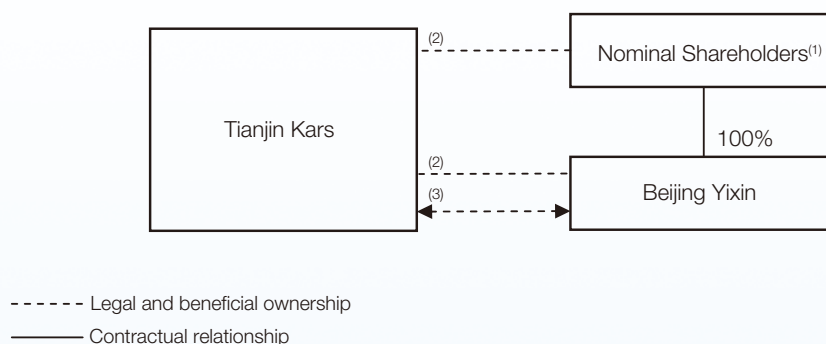 (2)
Nominal Shareholders(1)
Tianjin Kars
100%
(2)
(3)
Beijing Yixin
Legal and beneficial ownership
Contractual relationship